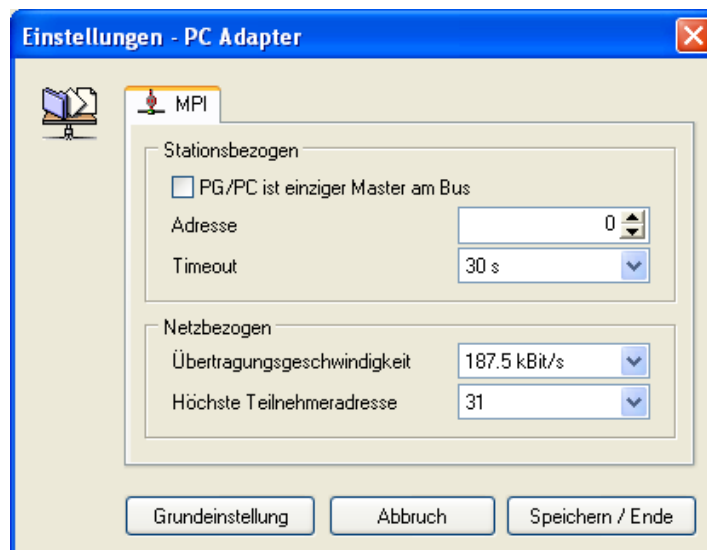 Einstellungen - PC Adapter
MPI
Stationsbezogen
PG/PC ist einziger Master am Bus
Adresse 0
Timeout 30 s
Netzbezogen
Übertragungsgeschwindigkeit 187.5 kBit/s
Höchste Teilnehmeradresse 31
Grundeinstellung Abbruch Speichern / Ende